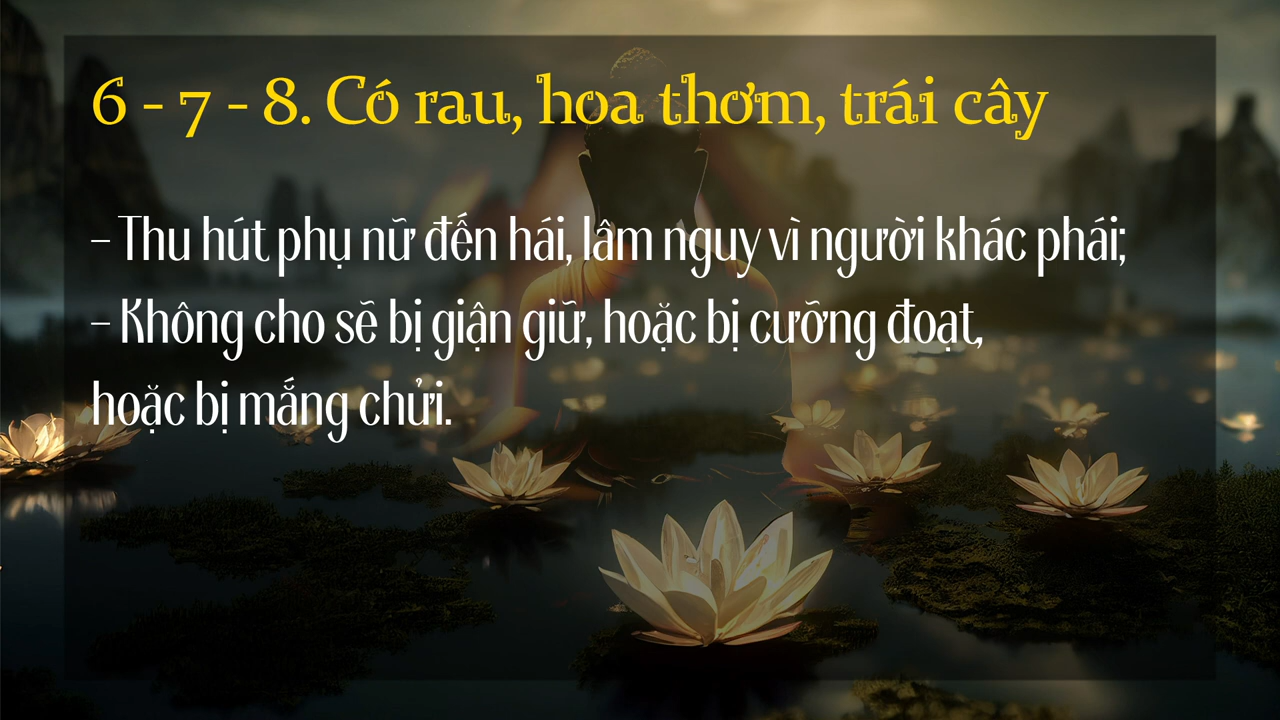 6 - 7 - 8. Có rau, hoa thơm, trái cây
– Thu hút phụ nữ đến hái, lâm nguy vì người khác phái;
– Không cho sẽ bị giận giữ, hoặc bị cưỡng đoạt,
hoặc bị mắng chửi.